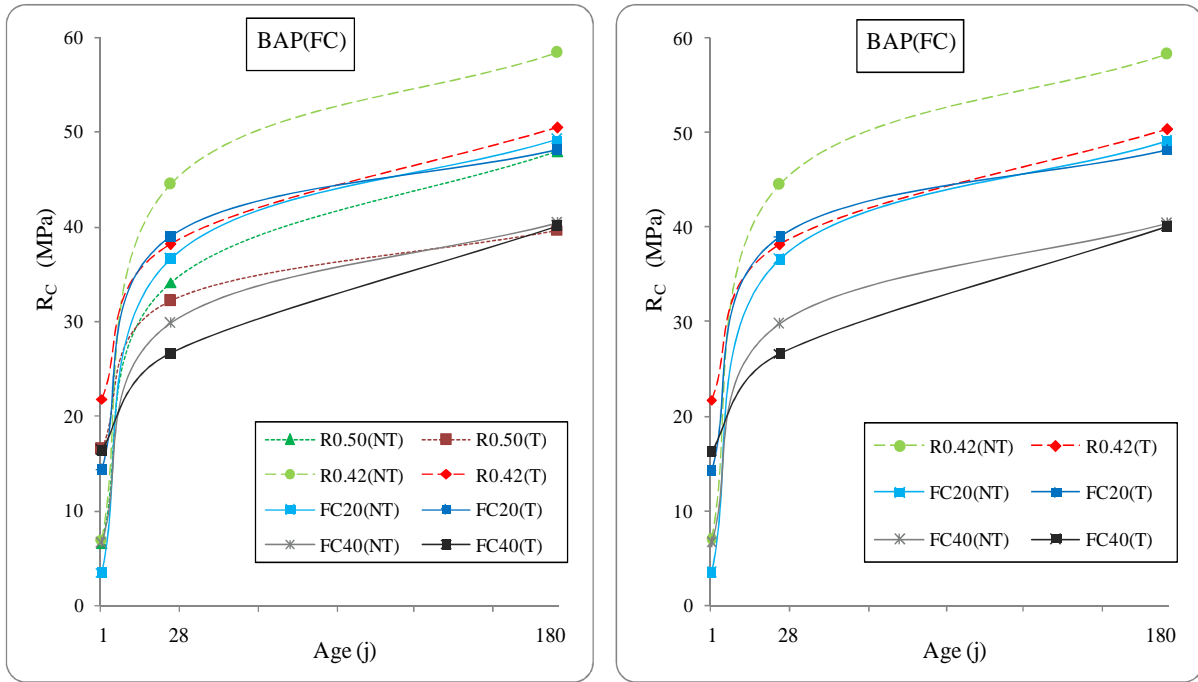 BAP(FC)
60
50
40
30
20
10
0
R_C (MPa)
R0.50(NT) R0.50(T)
R0.42(NT) R0.42(T)
FC20(NT) FC20(T)
FC40(NT) FC40(T)
1 28 180
Age (j)
BAP(FC)
60
50
40
30
20
10
0
R_C (MPa)
R0.42(NT) R0.42(T)
FC20(NT) FC20(T)
FC40(NT) FC40(T)
1 28 180
Age (j)